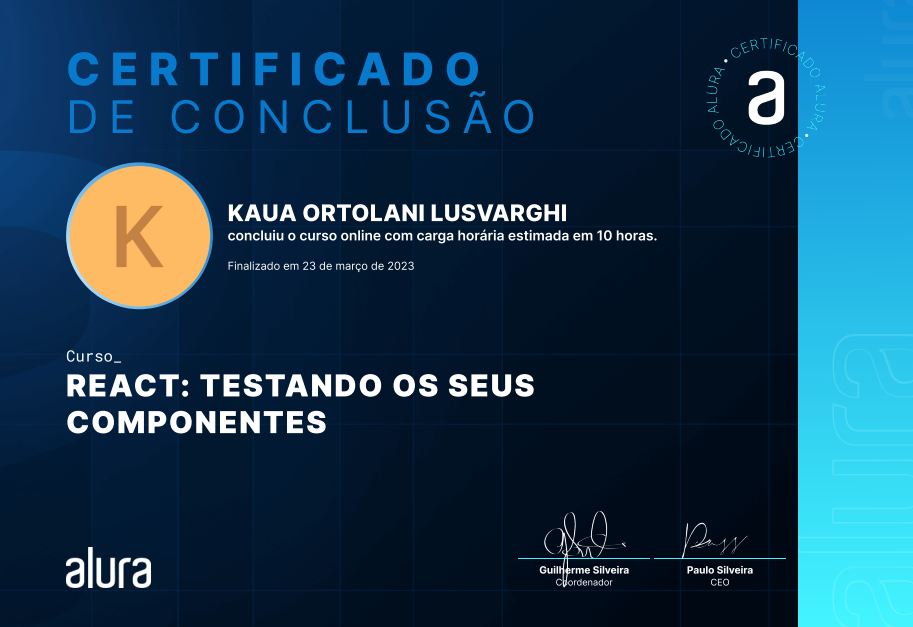 CERTIFICADO
DE CONCLUSÃO
CERTIFICADO ALURA • CERTIFICADO ALURA •
a
K
KAUA ORTOLANI LUSVARGHI
concluiu o curso online com carga horária estimada em 10 horas.
Finalizado em 23 de março de 2023
Curso_
REACT: TESTANDO OS SEUS
COMPONENTES
alura
Guilherme Silveira
Coordenador
Paulo Silveira
CEO
alura
alura